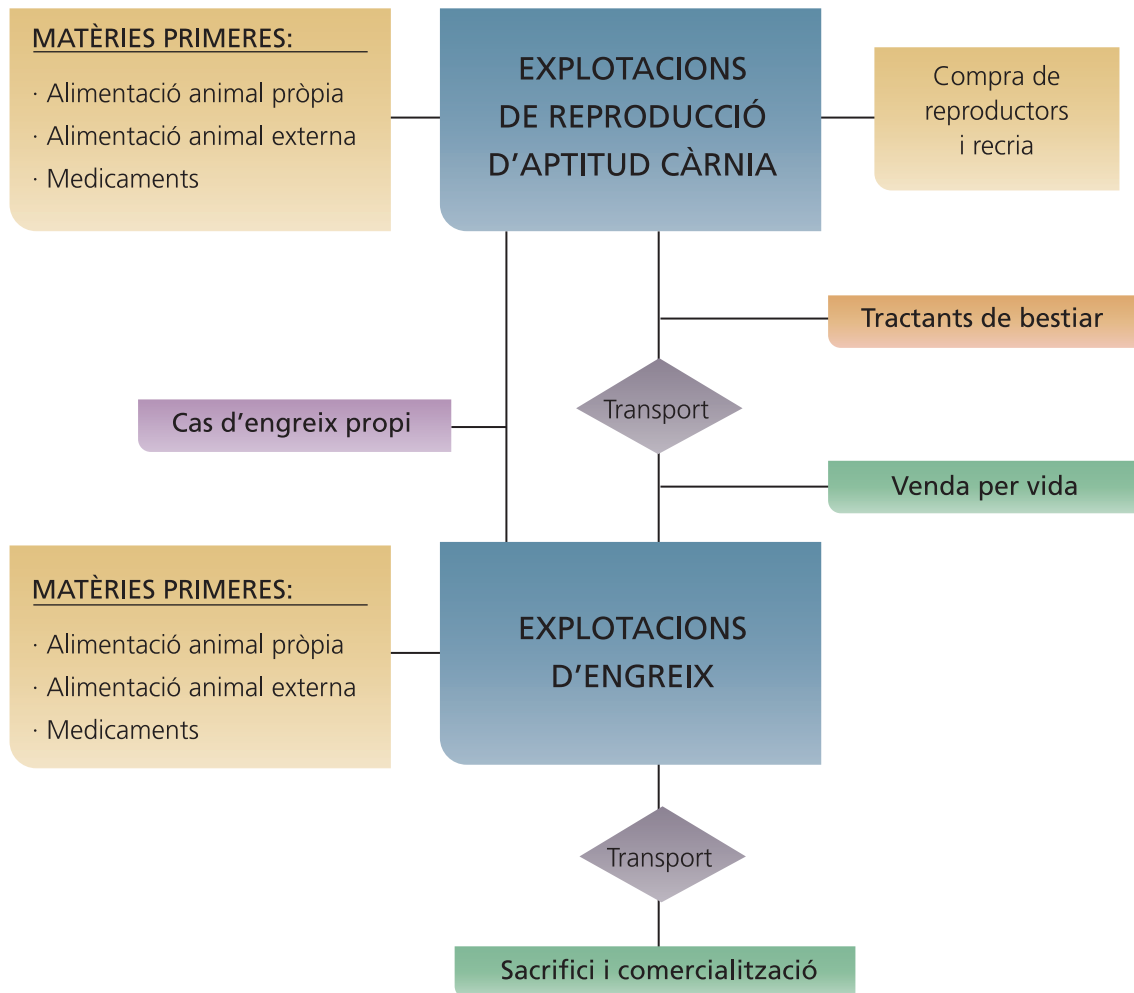 MATÈRIES PRIMERES:
· Alimentació animal pròpia
· Alimentació animal externa
· Medicaments
EXPLOTACIONS
DE REPRODUCCIÓ
D’APTITUD CÀRNIA
Compra de
reproductors
i recria
Tractants de bestiar
Transport
Cas d’engreix propi
Venda per vida
MATÈRIES PRIMERES:
· Alimentació animal pròpia
· Alimentació animal externa
· Medicaments
EXPLOTACIONS
D’ENGREIX
Transport
Sacrifici i comercialització